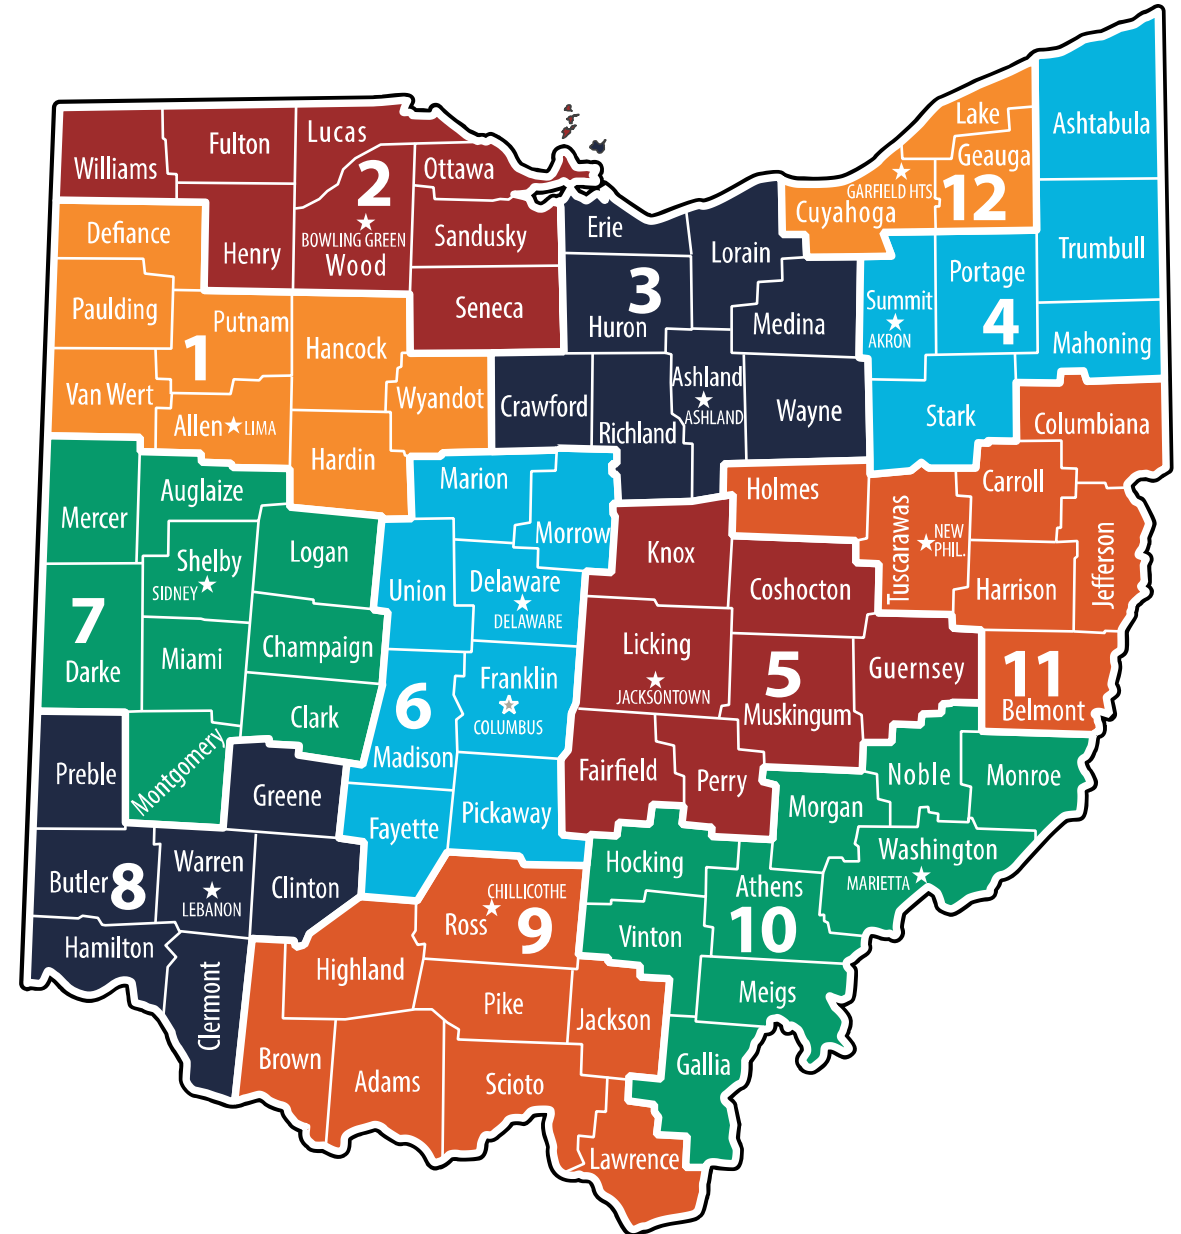 Williams
Fulton
Lucas
2
BOWLING GREEN
Wood
Henry
Ottawa
Sandusky
Seneca
Defiance
Paulding
Putnam
1
Van Wert
Allen
LIMA
Hancock
Hardin
Wyandot
Erie
3
Huron
Lorain
Medina
Crawford
Richland
Ashland
ASHLAND
Wayne
Lake
Geauga
GARFIELD HTS.
Cuyahoga
12
Ashtabula
Trumbull
Portage
4
Summit
AKRON
Mahoning
Stark
Columbiana
Carroll
Holmes
Tuscarawas
NEW
PHIL.
Harrison
Jefferson
11
Belmont
Mercer
Auglaize
Shelby
SIDNEY
Logan
7
Darke
Miami
Champaign
Clark
Montgomery
Marion
Morrow
Union
Delaware
DELAWARE
Franklin
COLUMBUS
6
Madison
Fayette
Pickaway
Knox
Coshocton
Licking
JACKSONTOWN
5
Muskingum
Guernsey
Fairfield
Perry
Preble
Greene
Butler
8
Warren
LEBANON
Clinton
Hamilton
Clermont
CHILLICOTHE
Ross
9
Highland
Pike
Jackson
Brown
Adams
Scioto
Lawrence
Noble
Monroe
Morgan
Washington
MARIETTA
Hocking
Athens
10
Vinton
Meigs
Gallia